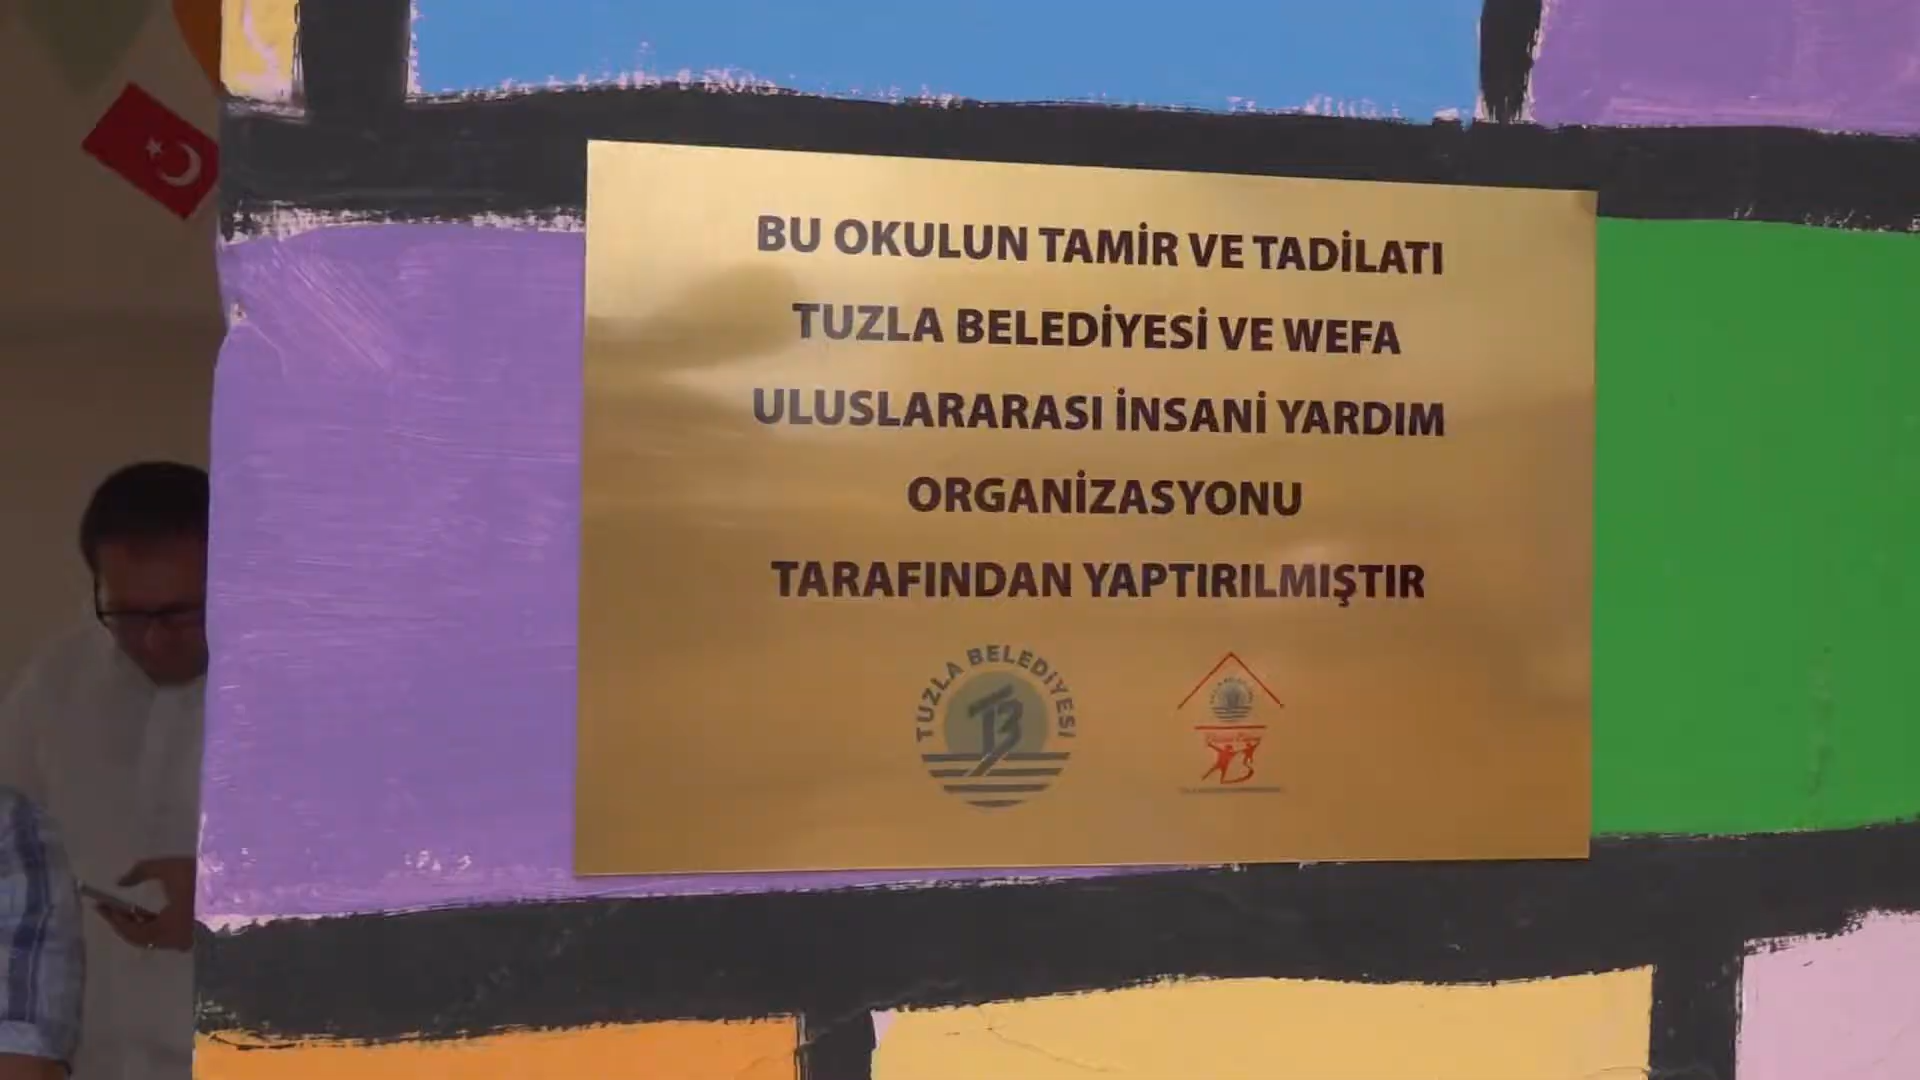 BU OKULUN TAMİR VE TADİLATI
TUZLA BELEDİYESİ VE WEFA
ULUSLARARASI İNSANİ YARDIM
ORGANİZASYONU
TARAFINDAN YAPTIRILMIŞTIR
TUZLA BELEDİYESİ
TB